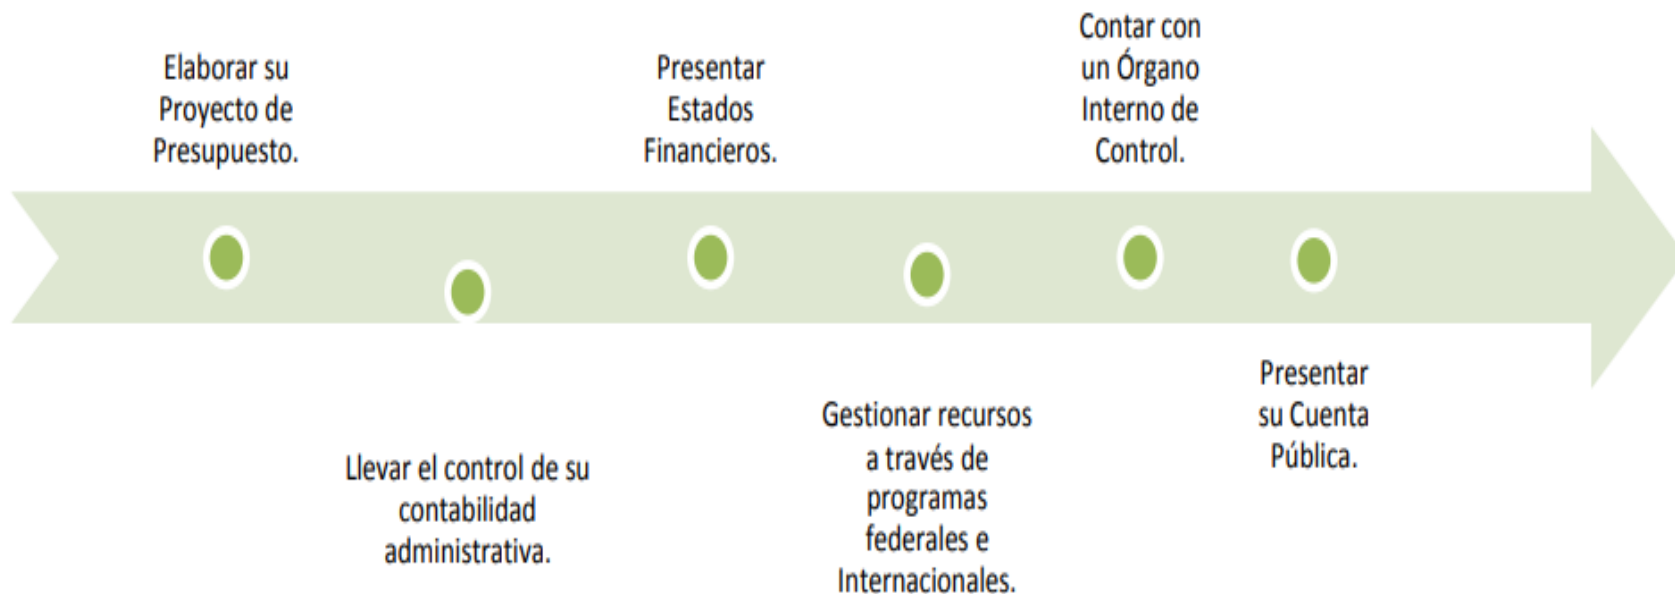 Elaborar su
Proyecto de
Presupuesto.
Llevar el control de su
contabilidad
administrativa.
Presentar
Estados
Financieros.
Gestionar recursos
a través de
programas
federales e
Internacionales.
Contar con
un Órgano
Interno de
Control.
Presentar
su Cuenta
Pública.